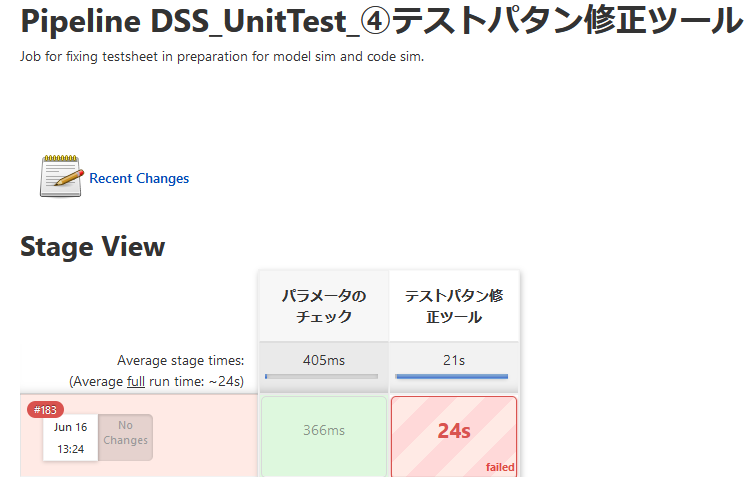 Pipeline DSS_UnitTest_④テストパタン修正ツール
Job for fixing testsheet in preparation for model sim and code sim.
Recent Changes
Stage View
パラメータの
チェック
テストパタン修
正ツール
Average stage times:
(Average full run time: ~24s)
405ms
21s
#183
Jun 16
13:24
No
Changes
366ms
24s
failed